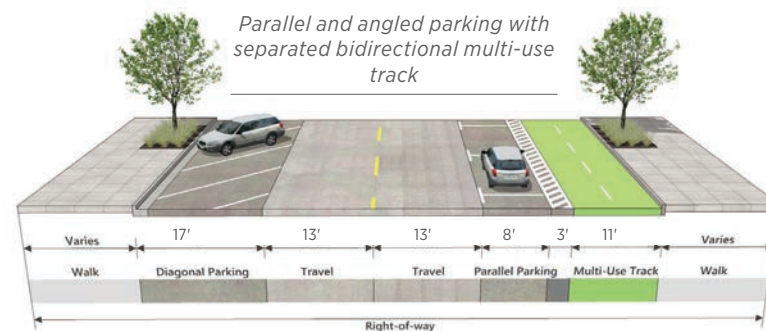 Parallel and angled parking with
separated bidirectional multi-use
track
Varies 17' 13' 13' 8' 3' 11' Varies
Walk Diagonal Parking Travel Travel Parallel Parking Multi-Use Track Walk
Right-of-way